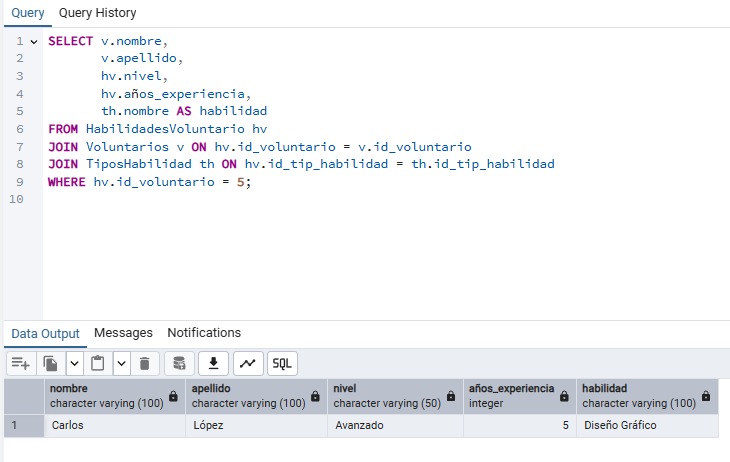 Query Query History
1 SELECT v.nombre,
2 v.apellido,
3 hv.nivel,
4 hv.años_experiencia,
5 th.nombre AS habilidad
6 FROM HabilidadesVoluntario hv
7 JOIN Voluntarios v ON hv.id_voluntario = v.id_voluntario
8 JOIN TiposHabilidad th ON hv.id_tip_habilidad = th.id_tip_habilidad
9 WHERE hv.id_voluntario = 5;
10
Data Output Messages Notifications
SQL
nombre apellido nivel años_experiencia habilidad
character varying (100) character varying (100) character varying (50) integer character varying (100)
1 Carlos López Avanzado 5 Diseño Gráfico